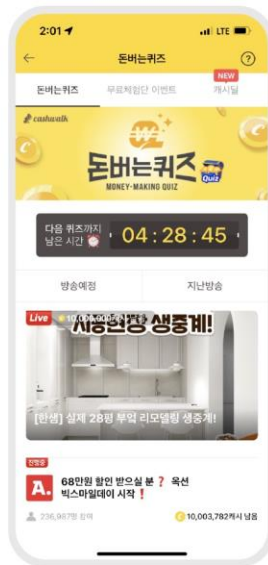 2:01
LTE
돈버는퀴즈
?
NEW
돈버는퀴즈
무료체험단 이벤트
캐시딜
cashwalk
돈버는퀴즈
Quiz
MONEY-MAKING QUIZ
다음 퀴즈까지
남은 시간
04:28:45
방송예정
지난방송
Live
시공현장 생중계!
[한샘] 실제 28평 부엌 리모델링 생중계!
진행중
A.
68만원 할인 받으실 분❓ 옥션
빅스마일데이 시작❗
236,987명 참여
10,003,782캐시 남음